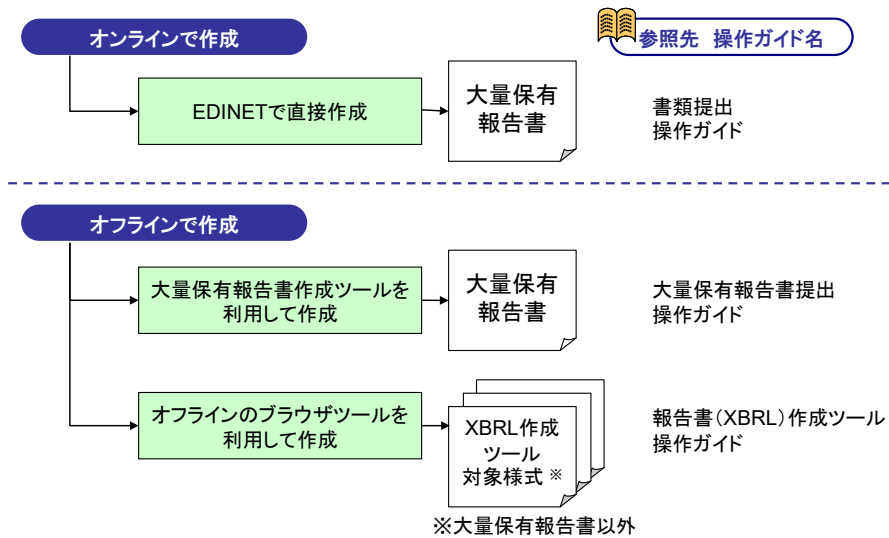 オンラインで作成
参照先 操作ガイド名
EDINETで直接作成
大量保有
報告書
書類提出
操作ガイド
オフラインで作成
大量保有報告書作成ツールを
利用して作成
大量保有
報告書
大量保有報告書提出
操作ガイド
オフラインのブラウザツールを
利用して作成
XBRL作成
ツール
対象様式 ※
報告書（XBRL）作成ツール
操作ガイド
※大量保有報告書以外